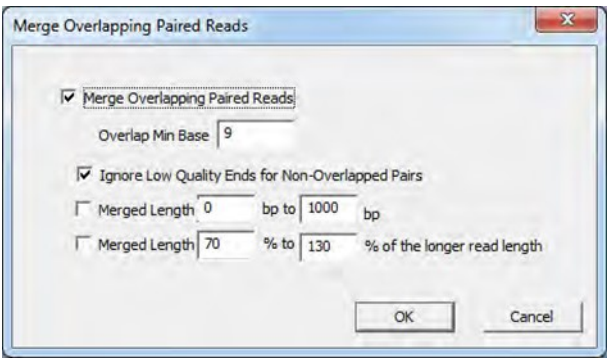 Merge Overlapping Paired Reads
Merge Overlapping Paired Reads
Overlap Min Base 9
Ignore Low Quality Ends for Non-Overlapped Pairs
Merged Length 0 bp to 1000 bp
Merged Length 70 % to 130 % of the longer read length
OK Cancel